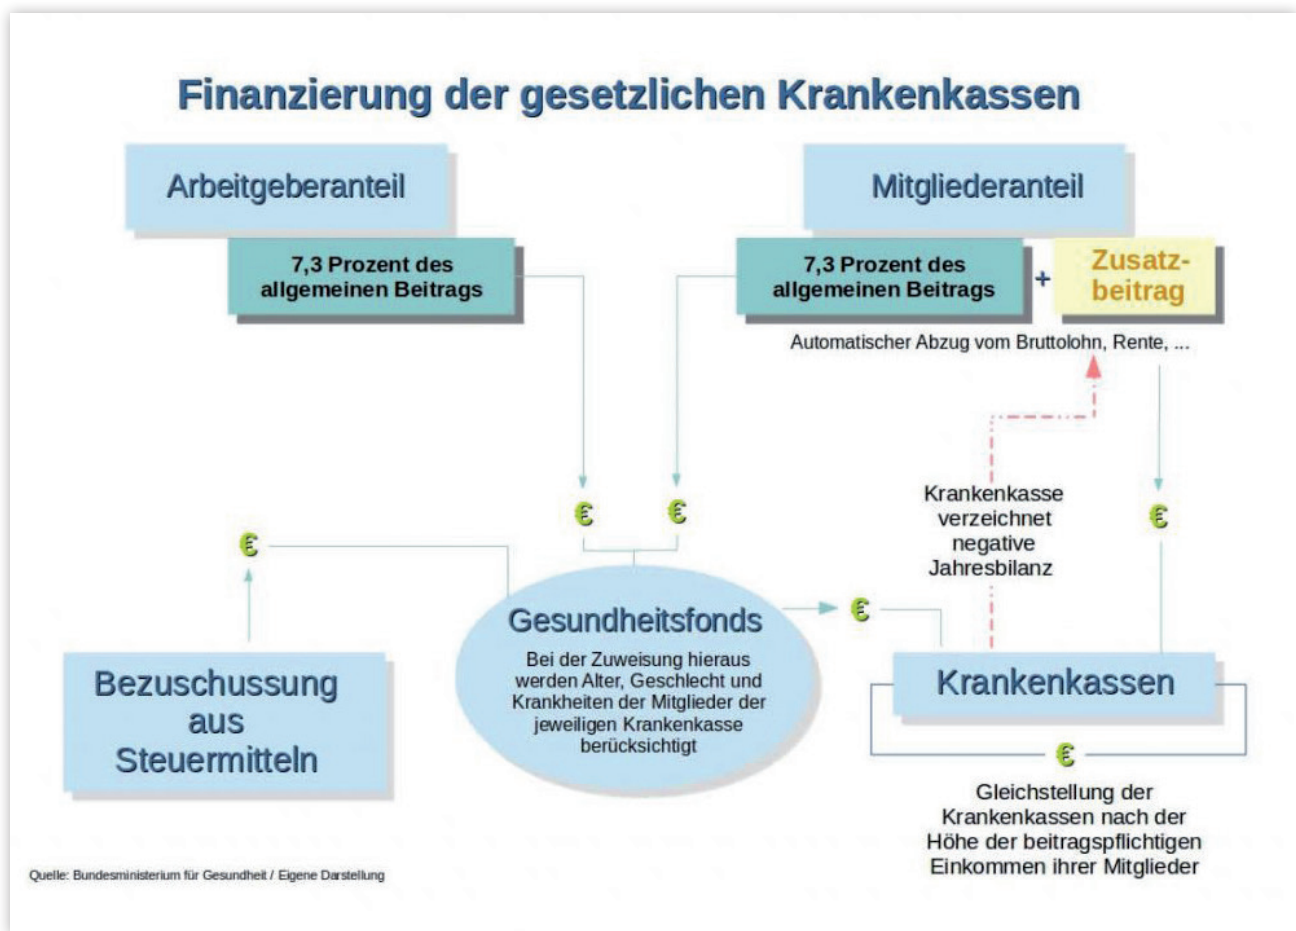 Finanzierung der gesetzlichen Krankenkassen
Arbeitgeberanteil
7,3 Prozent des
allgemeinen Beitrags
Mitgliederanteil
7,3 Prozent des
allgemeinen Beitrags
+
Zusatz-
beitrag
Automatischer Abzug vom Bruttolohn, Rente, ...
€
€
€
€
Krankenkasse
verzeichnet
negative
Jahresbilanz
Bezuschussung
aus
Steuermitteln
Gesundheitsfonds
Bei der Zuweisung hieraus
werden Alter, Geschlecht und
Krankheiten der Mitglieder der
jeweiligen Krankenkasse
berücksichtigt
€
Krankenkassen
€
Gleichstellung der
Krankenkassen nach der
Höhe der beitragspflichtigen
Einkommen ihrer Mitglieder
Quelle: Bundesministerium für Gesundheit / Eigene Darstellung